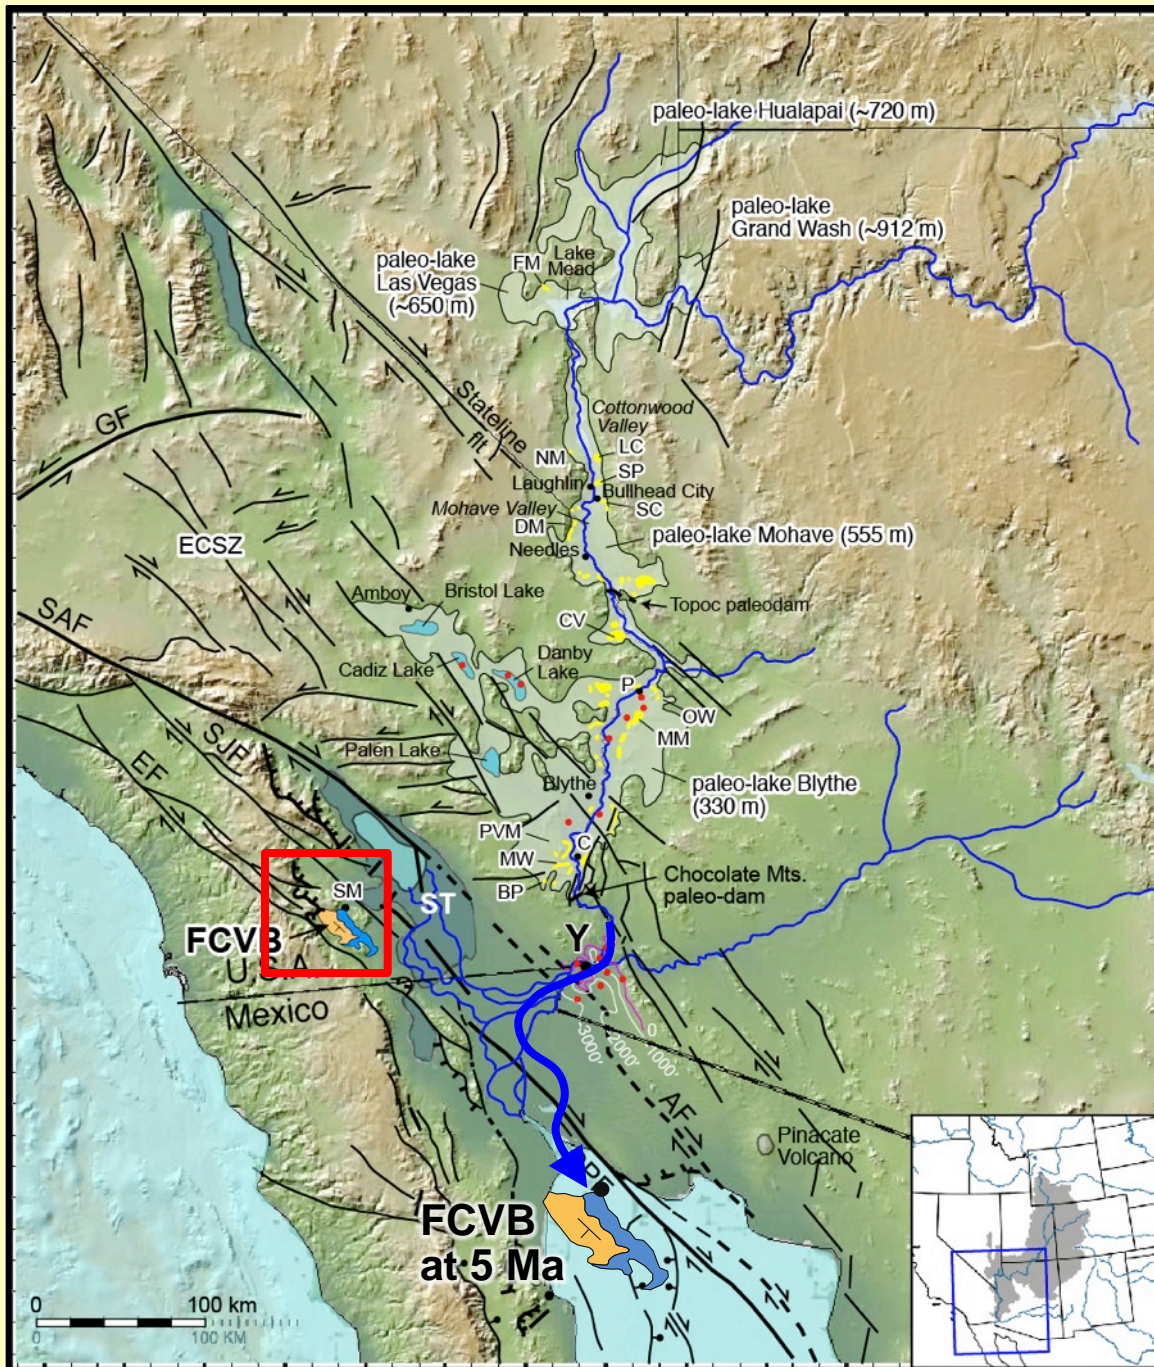 paleo-lake Hualapai (~720 m)
paleo-lake
Grand Wash (~912 m)
paleo-lake
Las Vegas
(~650 m)
FM
Lake
Mead
Stateline
flt
GF
Cottonwood
Valley
NM
LC
SP
Laughlin
Bullhead City
Mohave Valley
SC
DM
paleo-lake Mohave (555 m)
Needles
ECSZ
Amboy
Bristol Lake
Topoc paleodam
SAF
CV
Cadiz Lake
Danby
Lake
P
OW
MM
SJF
EF
Palen Lake
Blythe
paleo-lake Blythe
(330 m)
PVM
C
MW
BP
Chocolate Mts.
paleo-dam
SM
ST
FCVB
U.S.A.
Mexico
Y
0
1000'
2000'
-3000'
AF
Pinacate
Volcano
FCVB
at 5 Ma
0
100 km
0
100 KM